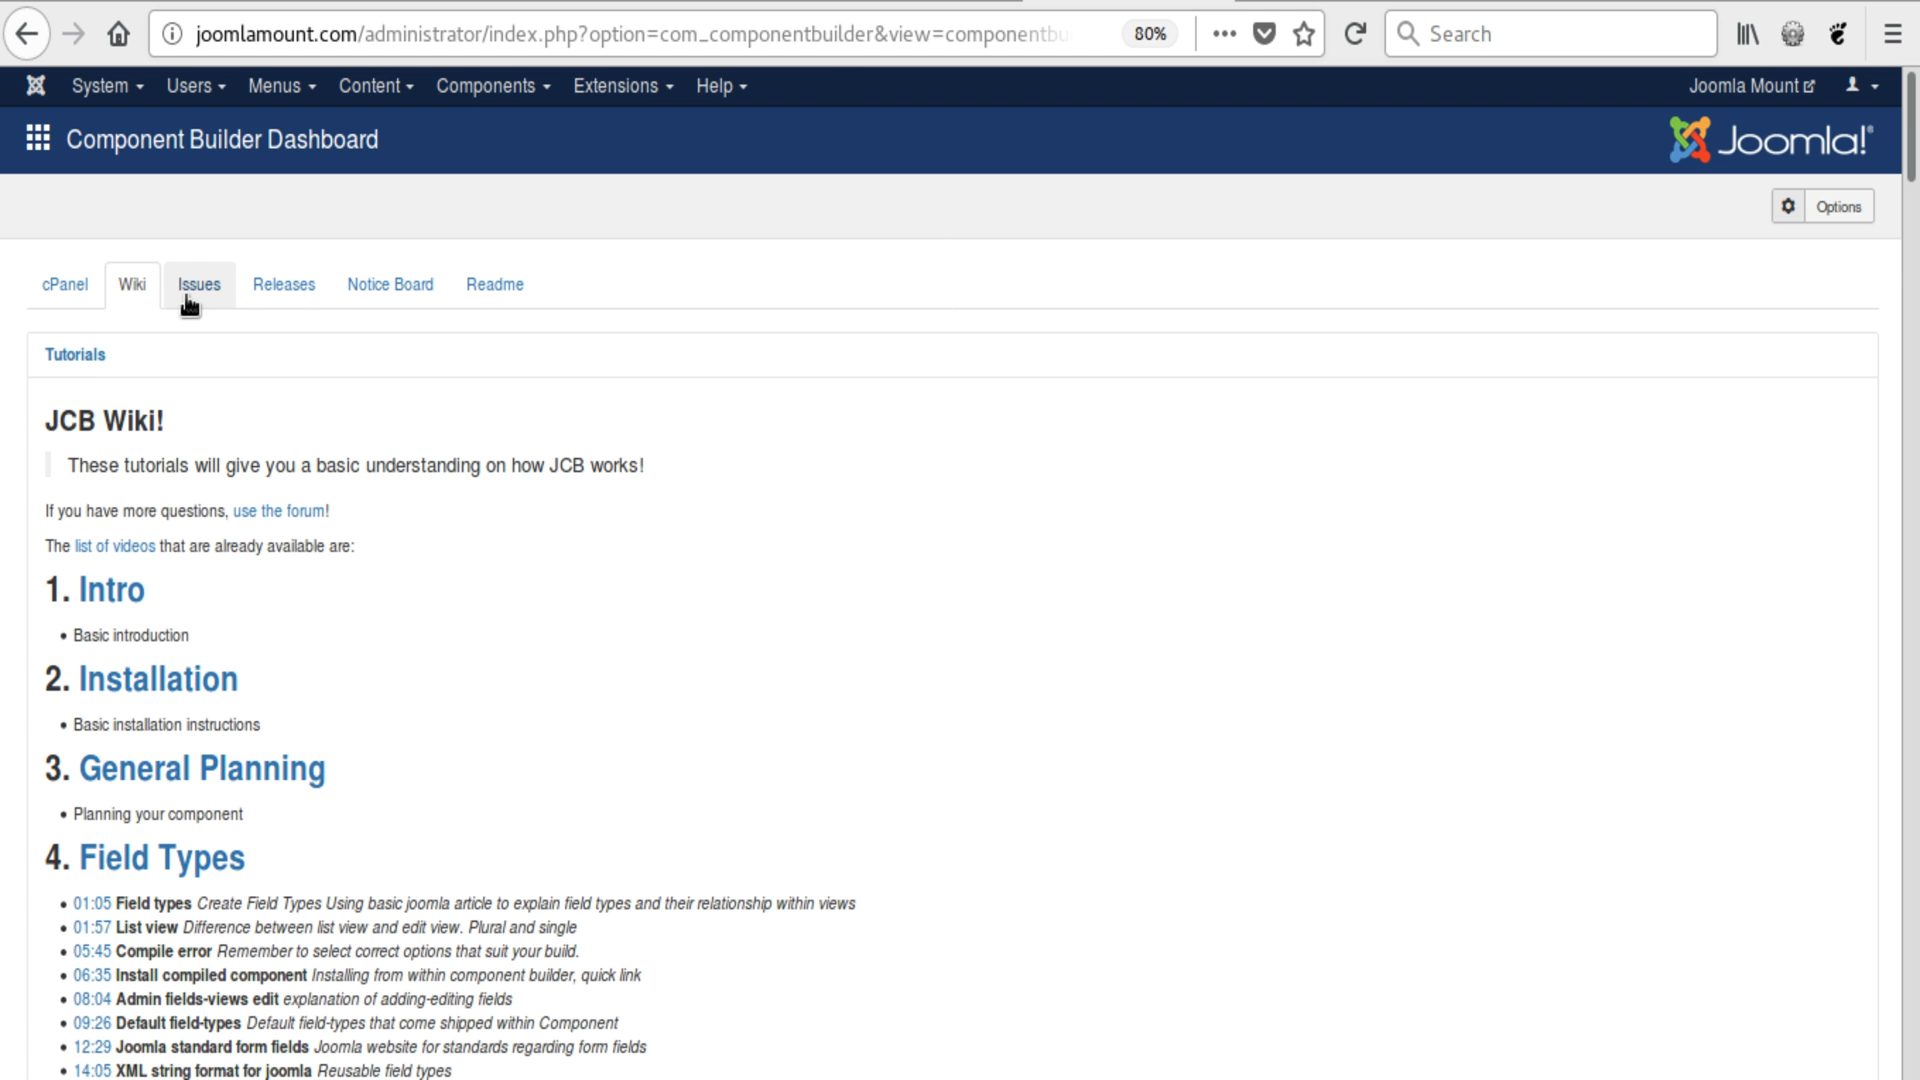 joomlamount.com/administrator/index.php?option=com_componentbuilder&view=componentbu
80%
Search
System Users Menus Content Components Extensions Help Joomla Mount
Component Builder Dashboard
Joomla!®
Options
cPanel Wiki Issues Releases Notice Board Readme
Tutorials
JCB Wiki!
These tutorials will give you a basic understanding on how JCB works!
If you have more questions, use the forum!
The list of videos that are already available are:
1. Intro
• Basic introduction
2. Installation
• Basic installation instructions
3. General Planning
• Planning your component
4. Field Types
• 01:05 Field types Create Field Types Using basic joomla article to explain field types and their relationship within views
• 01:57 List view Difference between list view and edit view. Plural and single
• 05:45 Compile error Remember to select correct options that suit your build.
• 06:35 Install compiled component Installing from within component builder, quick link
• 08:04 Admin fields-views edit explanation of adding-editing fields
• 09:26 Default field-types Default field-types that come shipped within Component
• 12:29 Joomla standard form fields Joomla website for standards regarding form fields
• 14:05 XML string format for joomla Reusable field types